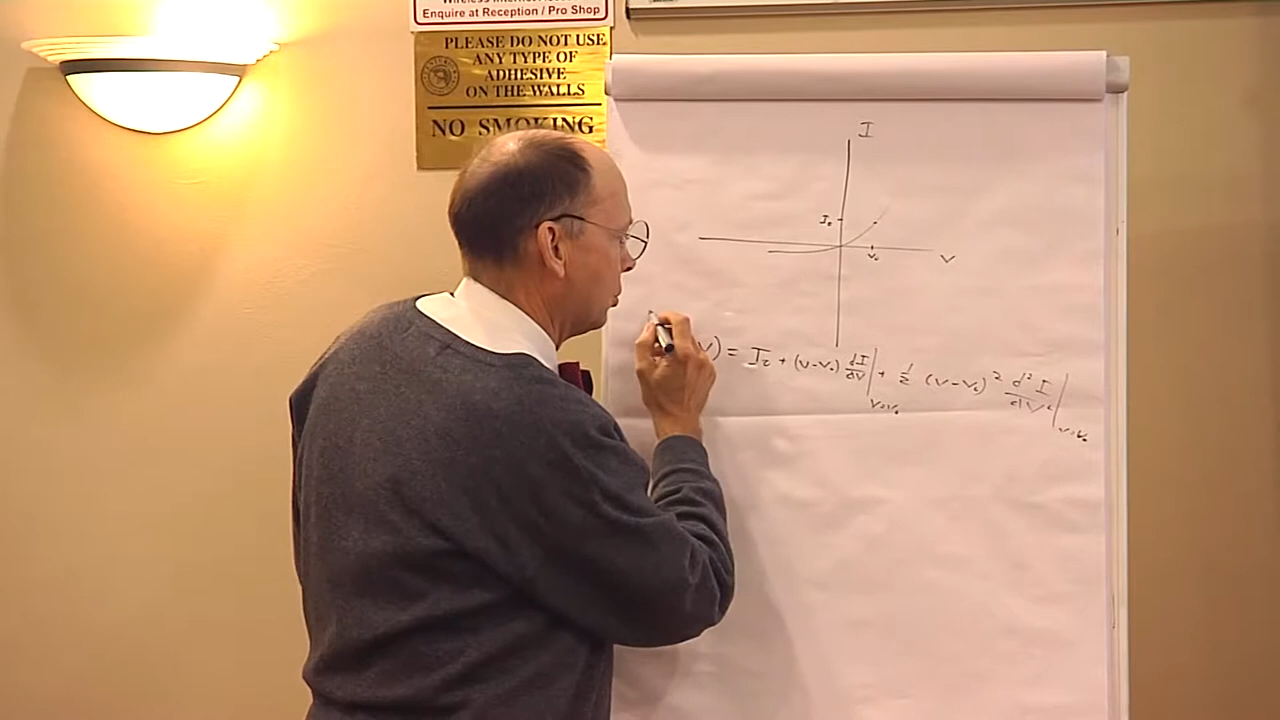 Enquire at Reception / Pro Shop
PLEASE DO NOT USE
ANY TYPE OF
ADHESIVE
ON THE WALLS
NO SMOKING
I
I₀
V₀
V
V) = I₀ + (V-V₀) dI/dV |V=V₀ + 1/2 (V-V₀)² d²I/dV² |V=V₀